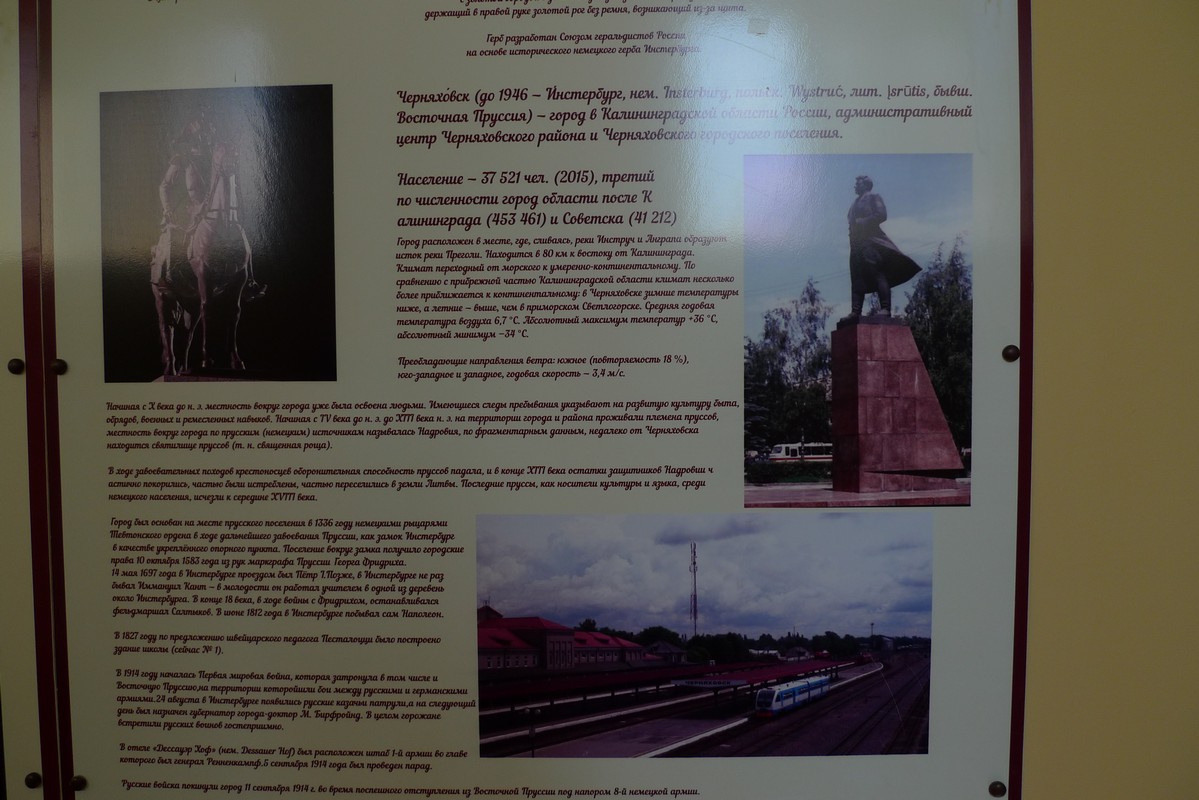 держащий в правой руке золотой рог без ремня, возникающий из-за щита.
Герб разработан Союзом геральдистов России
на основе исторического немецкого герба Инстербурга.
Черняхо́вск (до 1946 – Инстербург, нем. Insterburg, польск. Wystruć, лит. Įsrūtis, бывш.
Восточная Пруссия) – город в Калининградской области России, административный
центр Черняховского района и Черняховского городского поселения.
Население – 37 521 чел. (2015), третий
по численности город области после К
алининграда (453 461) и Советска (41 212)
Город расположен в месте, где, сливаясь, реки Инструч и Анграпа образуют
исток реки Преголи. Находится в 80 км к востоку от Калининграда.
Климат переходный от морского к умеренно-континентальному. По
сравнению с прибрежной частью Калининградской области климат несколько
более приближается к континентальному: в Черняховске зимние температуры
ниже, а летние – выше, чем в приморском Светлогорске. Средняя годовая
температура воздуха 6,7 °C. Абсолютный максимум температур +36 °C,
абсолютный минимум −34 °C.
Преобладающие направления ветра: южное (повторяемость 18 %),
юго-западное и западное, годовая скорость – 3,4 м/с.
Начиная с X века до н. э. местность вокруг города уже была освоена людьми. Имеющиеся следы пребывания указывают на развитую культуру быта,
обрядов, военных и ремесленных навыков. Начиная с IV века до н. э. до XIII века н. э. на территории города и района проживали племена пруссов,
местность вокруг города по прусским (немецким) источникам называлась Надровия, по фрагментарным данным, недалеко от Черняховска
находится святилище пруссов (т. н. священная роща).
В ходе завоевательных походов крестоносцев оборонительная способность пруссов падала, и в конце XIII века остатки защитников Надровии ч
астично покорились, частью были истреблены, частью переселились в земли Литвы. Последние пруссы, как носители культуры и языка, среди
немецкого населения, исчезли к середине XVIII века.
Город был основан на месте прусского поселения в 1336 году немецкими рыцарями
Тевтонского ордена в ходе дальнейшего завоевания Пруссии, как замок Инстербург
в качестве укреплённого опорного пункта. Поселение вокруг замка получило городские
права 10 октября 1583 года из рук маркграфа Пруссии Георга Фридриха.
14 мая 1697 года в Инстербурге проездом был Пётр I.Позже, в Инстербурге не раз
бывал Иммануил Кант – в молодости он работал учителем в одной из деревень
около Инстербурга. В конце 18 века, в ходе войны с Фридрихом, останавливался
фельдмаршал Салтыков. В июне 1812 года в Инстербурге побывал сам Наполеон.
В 1827 году по предложению швейцарского педагога Песталоцци было построено
здание школы (сейчас № 1).
В 1914 году началась Первая мировая война, которая затронула в том числе и
Восточную Пруссию,на территории которойшли бои между русскими и германскими
армиями.24 августа в Инстербурге появились русские казачьи патрули,а на следующий
день был назначен губернатор города-доктор М. Бирфройнд. В целом горожане
встретили русских воинов гостеприимно.
В отеле «Дессауэр Хоф» (нем. Dessauer Hof) был расположен штаб 1-й армии во главе
которого был генерал Ренненкампф.5 сентября 1914 года был проведен парад.
Русские войска покинули город 11 сентября 1914 г. во время поспешного отступления из Восточной Пруссии под напором 8-й немецкой армии.